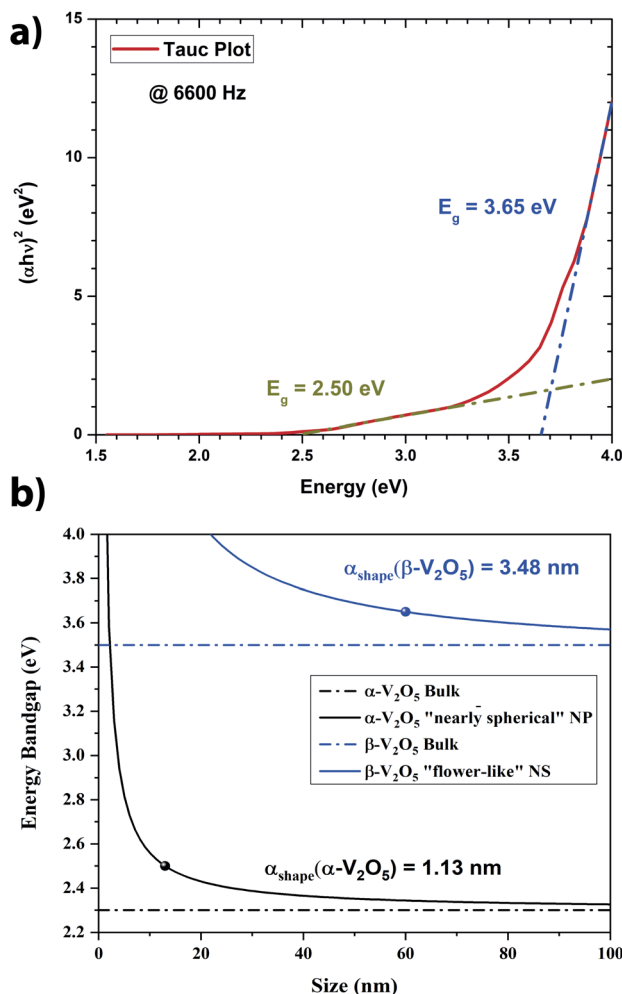 a)
15
10
5
0
Tauc Plot
@ 6600 Hz
E_g = 3.65 eV
E_g = 2.50 eV
(αhν)² (eV²)
1.5 2.0 2.5 3.0 3.5 4.0
Energy (eV)
b)
4.0
3.8
3.6
3.4
3.2
3.0
2.8
2.6
2.4
2.2
Energy Bandgap (eV)
α_shape(β-V₂O₅) = 3.48 nm
α-V₂O₅ Bulk
α-V₂O₅ "nearly spherical" NP
β-V₂O₅ Bulk
β-V₂O₅ "flower-like" NS
α_shape(α-V₂O₅) = 1.13 nm
0 20 40 60 80 100
Size (nm)